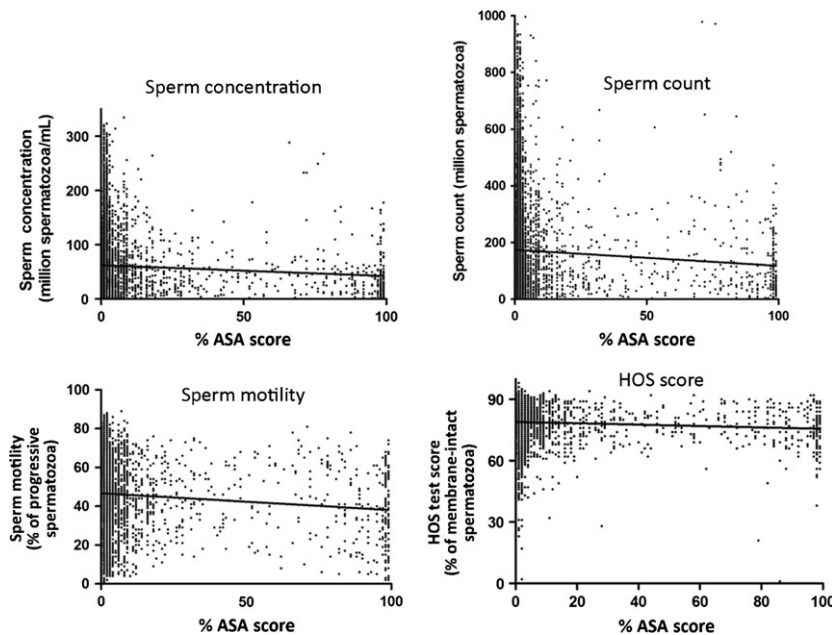 Sperm concentration
Sperm concentration
(million spermatozoa/mL)
300
200
100
0
0
50
100
% ASA score
Sperm count
Sperm count (million spermatozoa)
1000
800
600
400
200
0
0
50
100
% ASA score
Sperm motility
Sperm motility
(% of progressive
spermatozoa)
100
80
60
40
20
0
0
50
100
% ASA score
HOS score
HOS test score
(% of membrane-intact
spermatozoa)
90
60
30
0
0
20
40
60
80
100
% ASA score